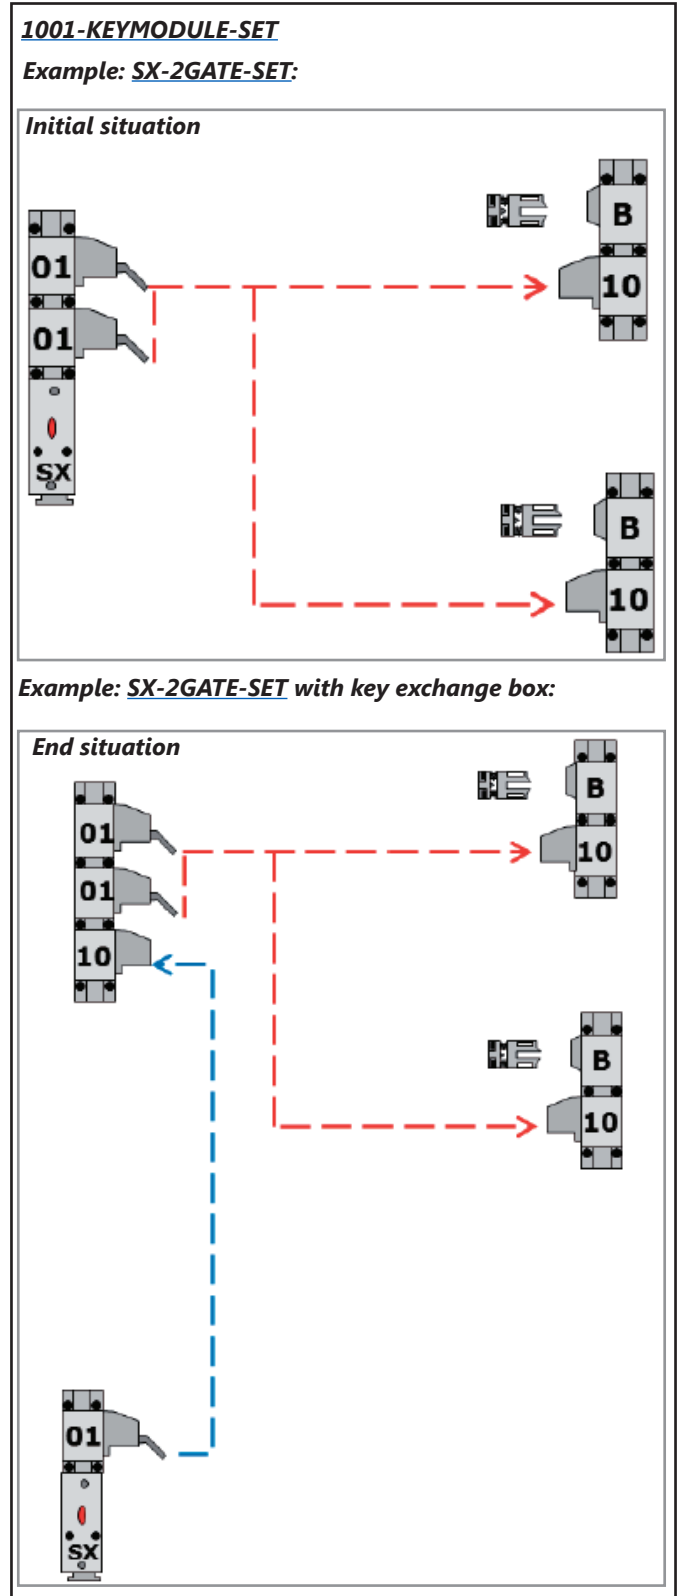 1001-KEYMODULE-SET
Example: SX-2GATE-SET:
Initial situation
B
01
10
01
SX
B
10
Example: SX-2GATE-SET with key exchange box:
End situation
B
01
10
01
10
B
10
01
SX